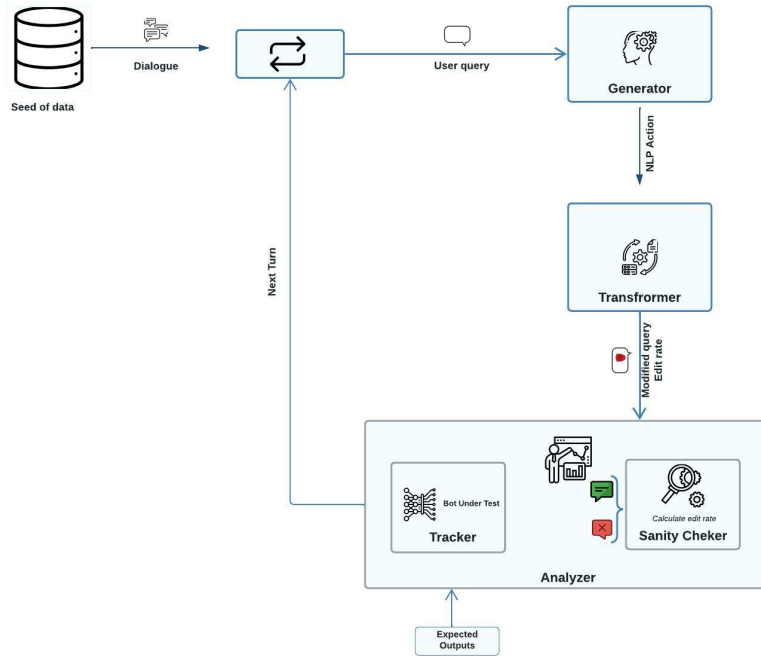 Dialogue
User query
Generator
Seed of data
NLP Action
Next Turn
Transfrormer
Modified query
Edit rate
Bot Under Test
Tracker
Calculate edit rate
Sanity Cheker
Analyzer
Expected
Outputs